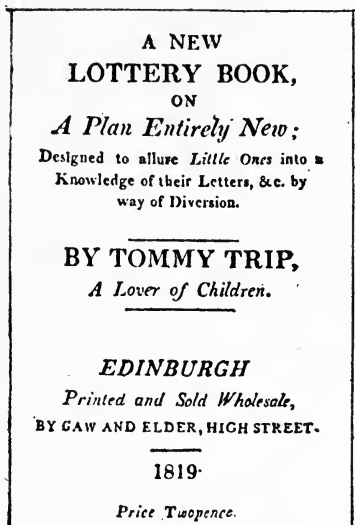 A NEW
LOTTERY BOOK,
ON
A Plan Entirely New;
Designed to allure Little Ones into a
Knowledge of their Letters, &c. by
way of Diversion.
BY TOMMY TRIP,
A Lover of Children.
EDINBURGH
Printed and Sold Wholesale,
BY CAW AND ELDER, HIGH STREET.
1819.
Price Twopence.